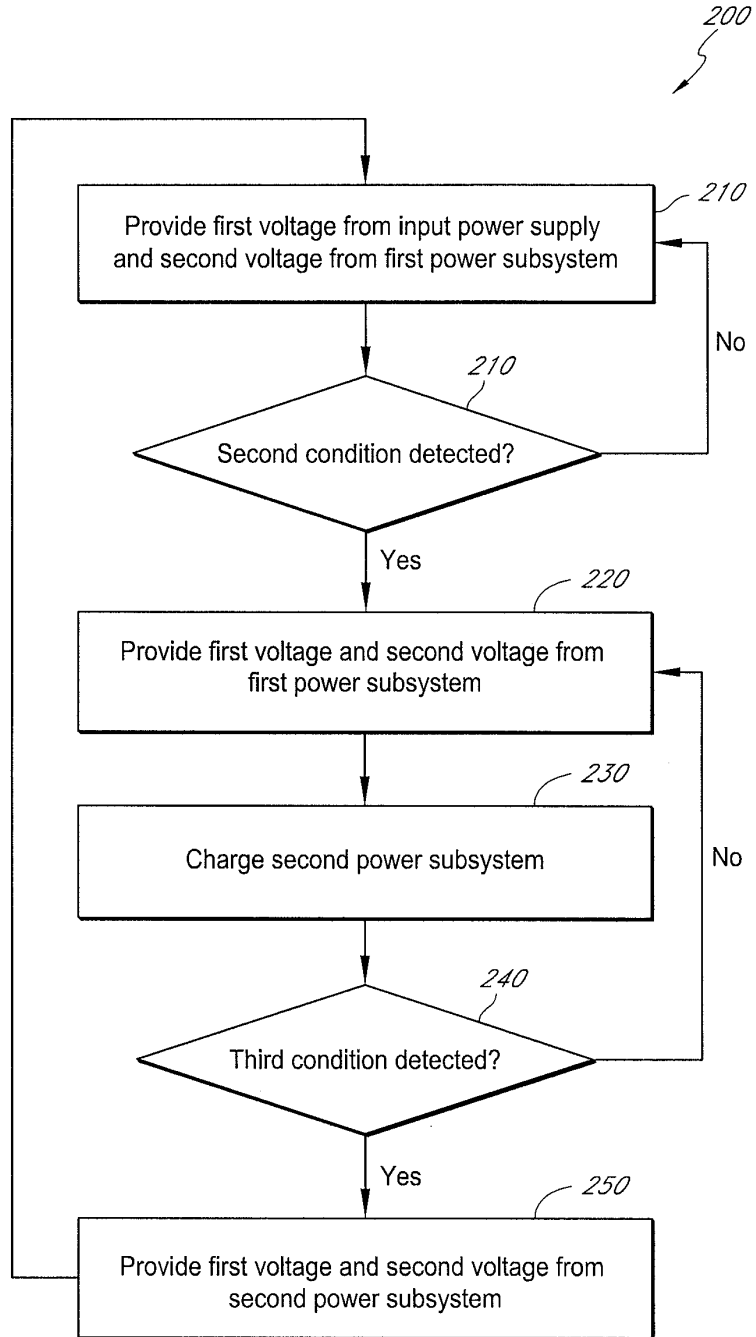 200
210
Provide first voltage from input power supply
and second voltage from first power subsystem
No
210
Second condition detected?
Yes
220
Provide first voltage and second voltage from
first power subsystem
230
Charge second power subsystem
No
240
Third condition detected?
Yes
250
Provide first voltage and second voltage from
second power subsystem